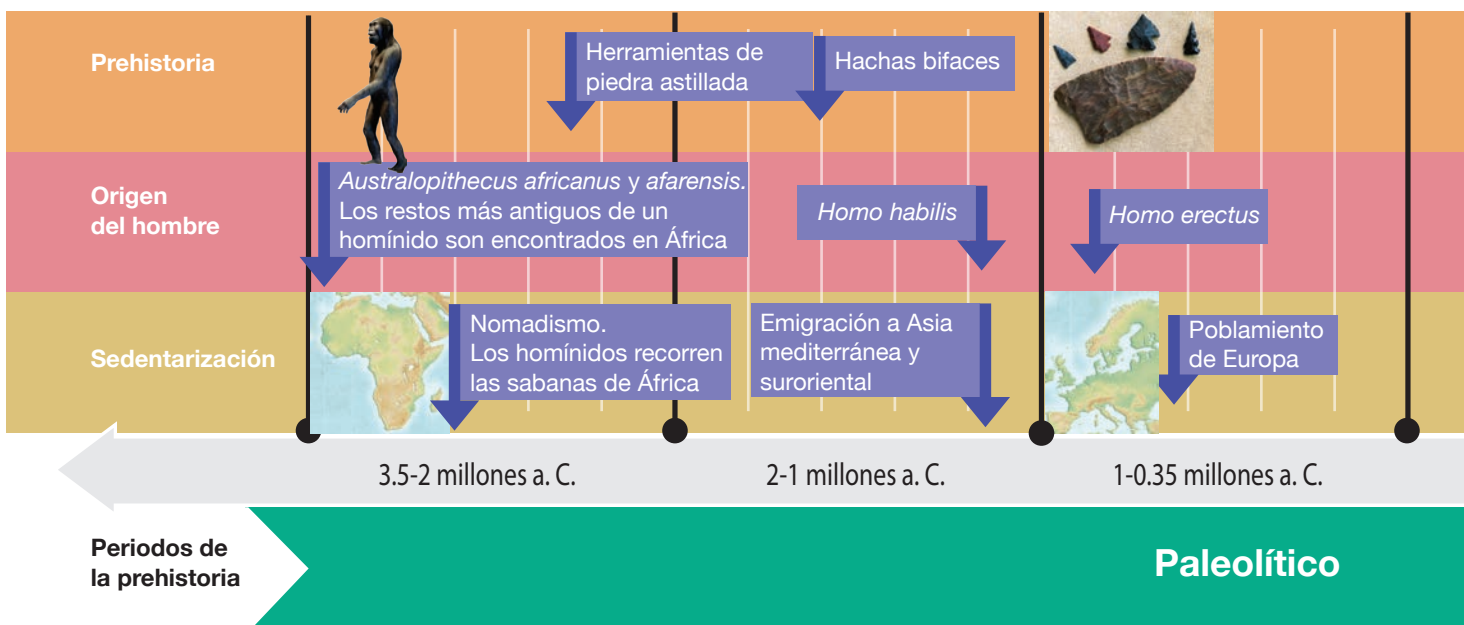 Prehistoria
Herramientas de
piedra astillada
Hachas bifaces
Origen
del hombre
Australopithecus africanus y afarensis.
Los restos más antiguos de un
homínido son encontrados en África
Homo habilis
Homo erectus
Sedentarización
Nomadismo.
Los homínidos recorren
las sabanas de África
Emigración a Asia
mediterránea y
suroriental
Poblamiento
de Europa
3.5-2 millones a. C.
2-1 millones a. C.
1-0.35 millones a. C.
Periodos de
la prehistoria
Paleolítico